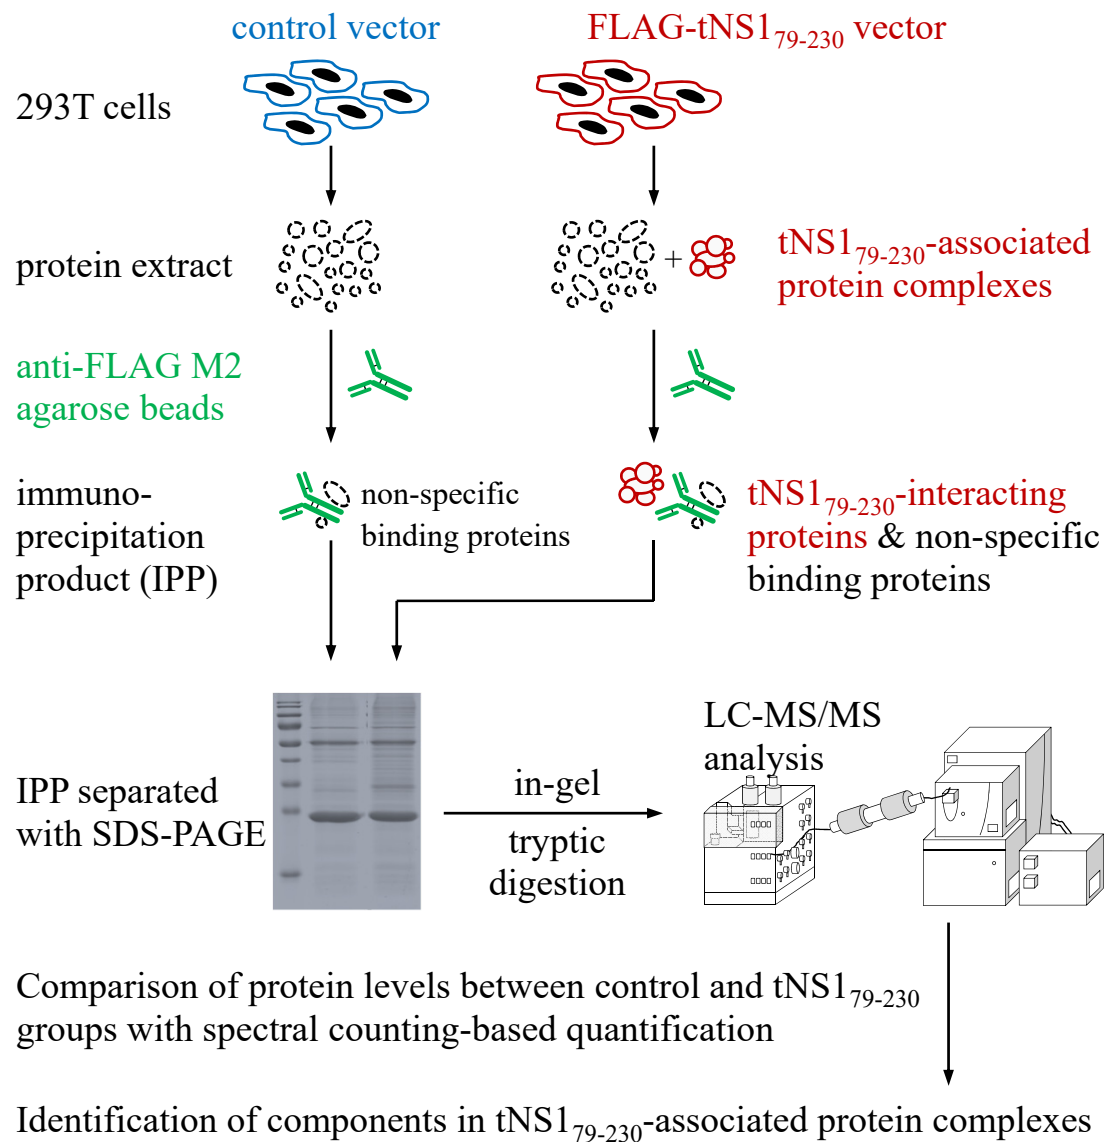 control vector
FLAG-tNS1₇₉₋₂₃₀ vector
293T cells
protein extract
+
tNS1₇₉₋₂₃₀-associated
protein complexes
anti-FLAG M2
agarose beads
immuno-
precipitation
product (IPP)
non-specific
binding proteins
tNS1₇₉₋₂₃₀-interacting
proteins & non-specific
binding proteins
IPP separated
with SDS-PAGE
in-gel
tryptic
digestion
LC-MS/MS
analysis
Comparison of protein levels between control and tNS1₇₉₋₂₃₀
groups with spectral counting-based quantification
Identification of components in tNS1₇₉₋₂₃₀-associated protein complexes